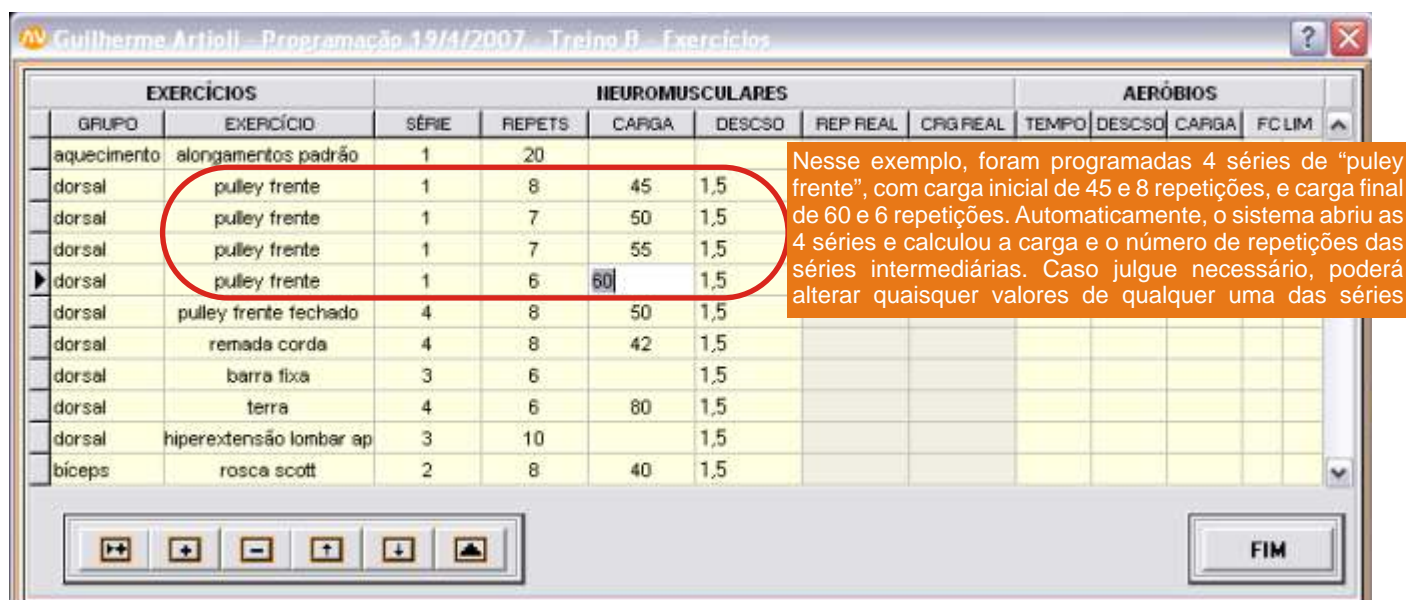 Guilherme Artioli - Programação 19/4/2007 - Treino B - Exercícios
EXERCÍCIOS NEUROMUSCULARES AERÓBIOS
GRUPO EXERCÍCIO SÉRIE REPETS CARGA DESCSO REP REAL CRG REAL TEMPO DESCSO CARGA FC LIM
aquecimento alongamentos padrão 1 20
dorsal pulley frente 1 8 45 1,5
dorsal pulley frente 1 7 50 1,5
dorsal pulley frente 1 7 55 1,5
dorsal pulley frente 1 6 60 1,5
dorsal pulley frente fechado 4 8 50 1,5
dorsal remada corda 4 8 42 1,5
dorsal barra fixa 3 6 1,5
dorsal terra 4 6 80 1,5
dorsal hiperextensão lombar ap 3 10 1,5
bíceps rosca scott 2 8 40 1,5
Nesse exemplo, foram programadas 4 séries de “puley
frente”, com carga inicial de 45 e 8 repetições, e carga final
de 60 e 6 repetições. Automaticamente, o sistema abriu as
4 séries e calculou a carga e o número de repetições das
séries intermediárias. Caso julgue necessário, poderá
alterar quaisquer valores de qualquer uma das séries
FIM